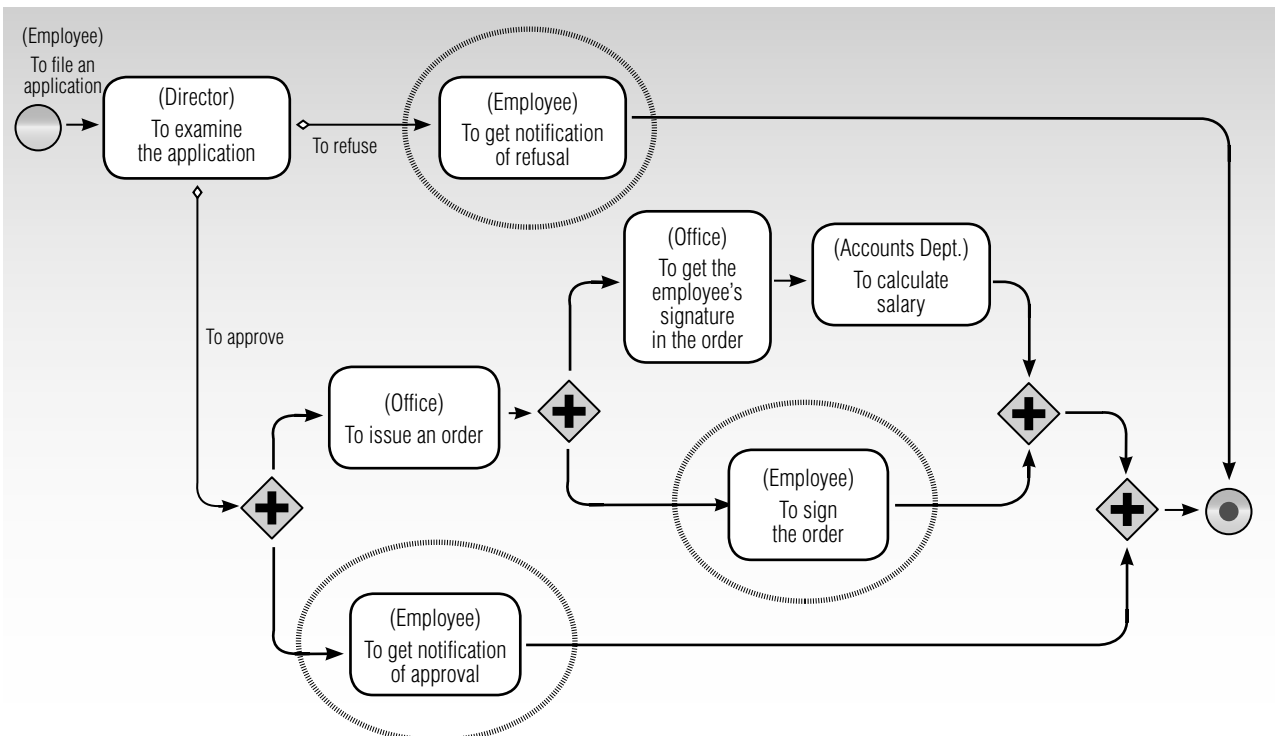 (Employee)
To file an
application
(Director)
To examine
the application
To refuse
(Employee)
To get notification
of refusal
(Office)
To get the
employee's
signature
in the order
(Accounts Dept.)
To calculate
salary
To approve
(Office)
To issue an order
(Employee)
To sign
the order
(Employee)
To get notification
of approval